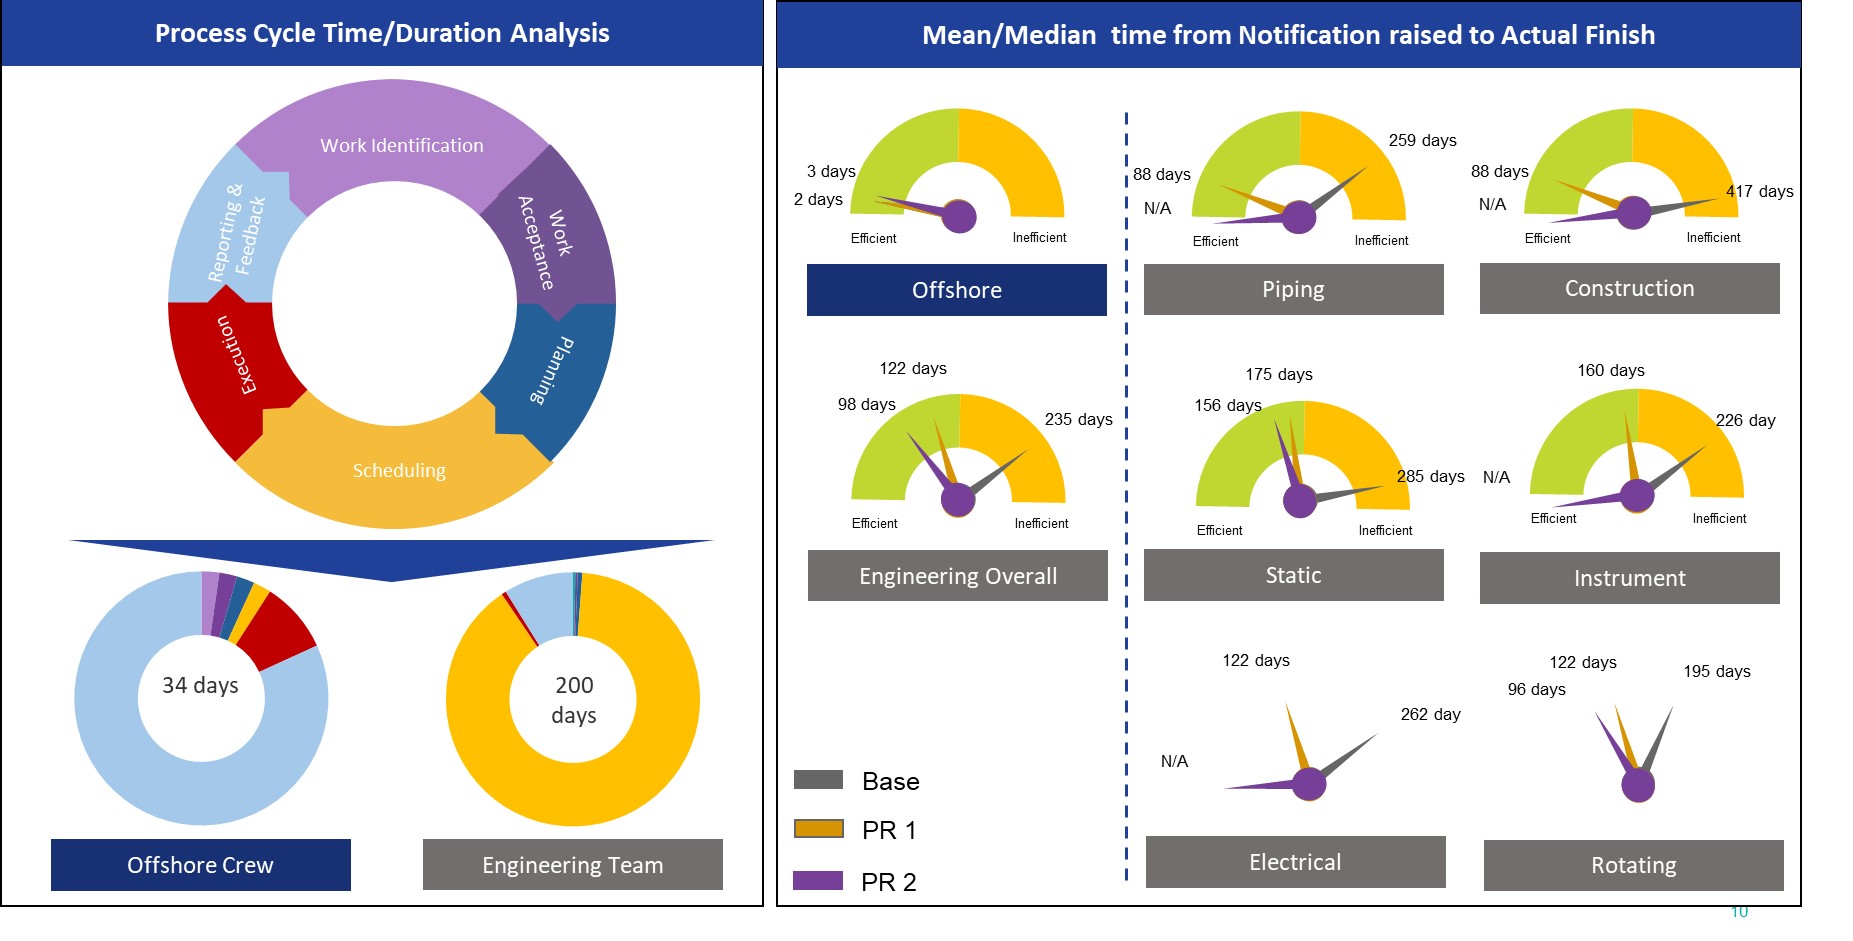 Process Cycle Time/Duration Analysis
Work Identification
Work
Acceptance
Planning
Scheduling
Execution
Reporting &
Feedback
34 days
200
days
Offshore Crew
Engineering Team
Mean/Median time from Notification raised to Actual Finish
3 days
2 days
Efficient
Inefficient
Offshore
88 days
259 days
N/A
Efficient
Inefficient
Piping
88 days
417 days
N/A
Efficient
Inefficient
Construction
122 days
98 days
235 days
Efficient
Inefficient
Engineering Overall
175 days
156 days
285 days
Efficient
Inefficient
Static
160 days
226 day
N/A
Efficient
Inefficient
Instrument
122 days
262 day
N/A
Electrical
122 days
195 days
96 days
Rotating
Base
PR 1
PR 2
10